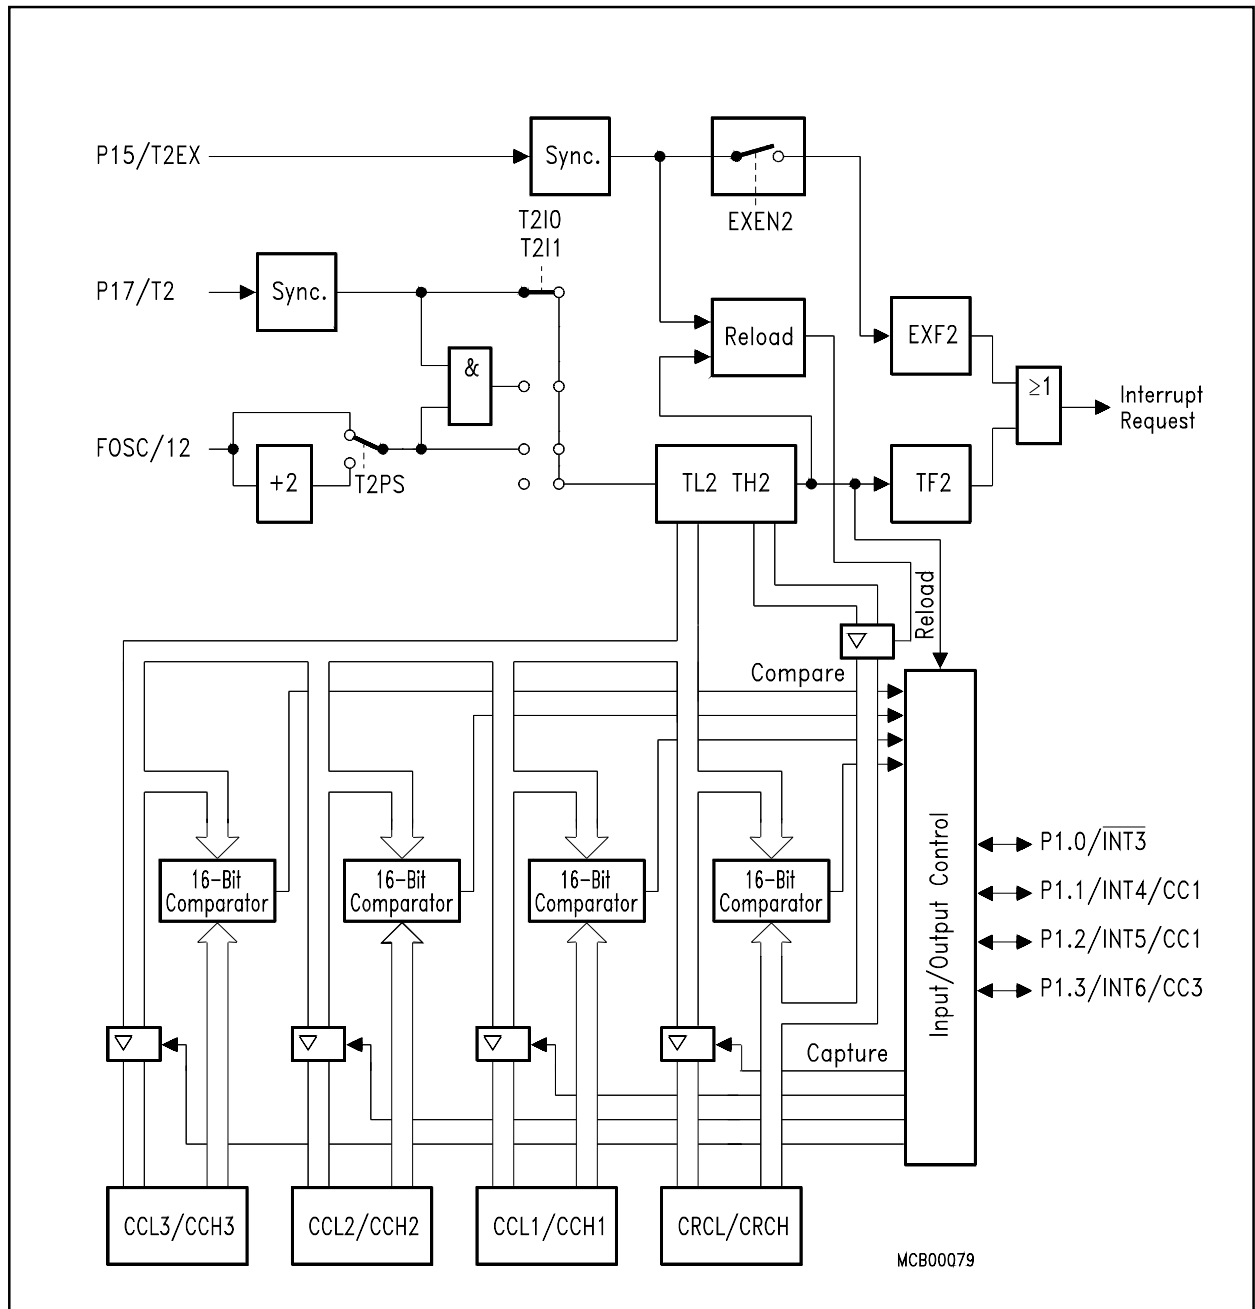 P15/T2EX
Sync.
EXEN2
T2I0
T2I1
P17/T2
Sync.
Reload
EXF2
&
≥1
Interrupt
Request
FOSC/12
+2
T2PS
TL2 TH2
TF2
Reload
Compare
16-Bit
Comparator
16-Bit
Comparator
16-Bit
Comparator
16-Bit
Comparator
Input/Output Control
P1.0/INT3
P1.1/INT4/CC1
P1.2/INT5/CC1
P1.3/INT6/CC3
Capture
CCL3/CCH3
CCL2/CCH2
CCL1/CCH1
CRCL/CRCH
MCB00079